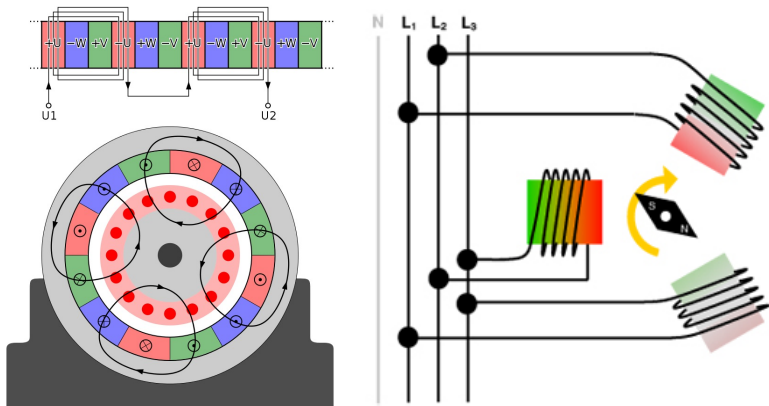 +U -W +V -U +W -V +U -W +V -U +W -V
U1 U2
N L₁ L₂ L₃
S
N